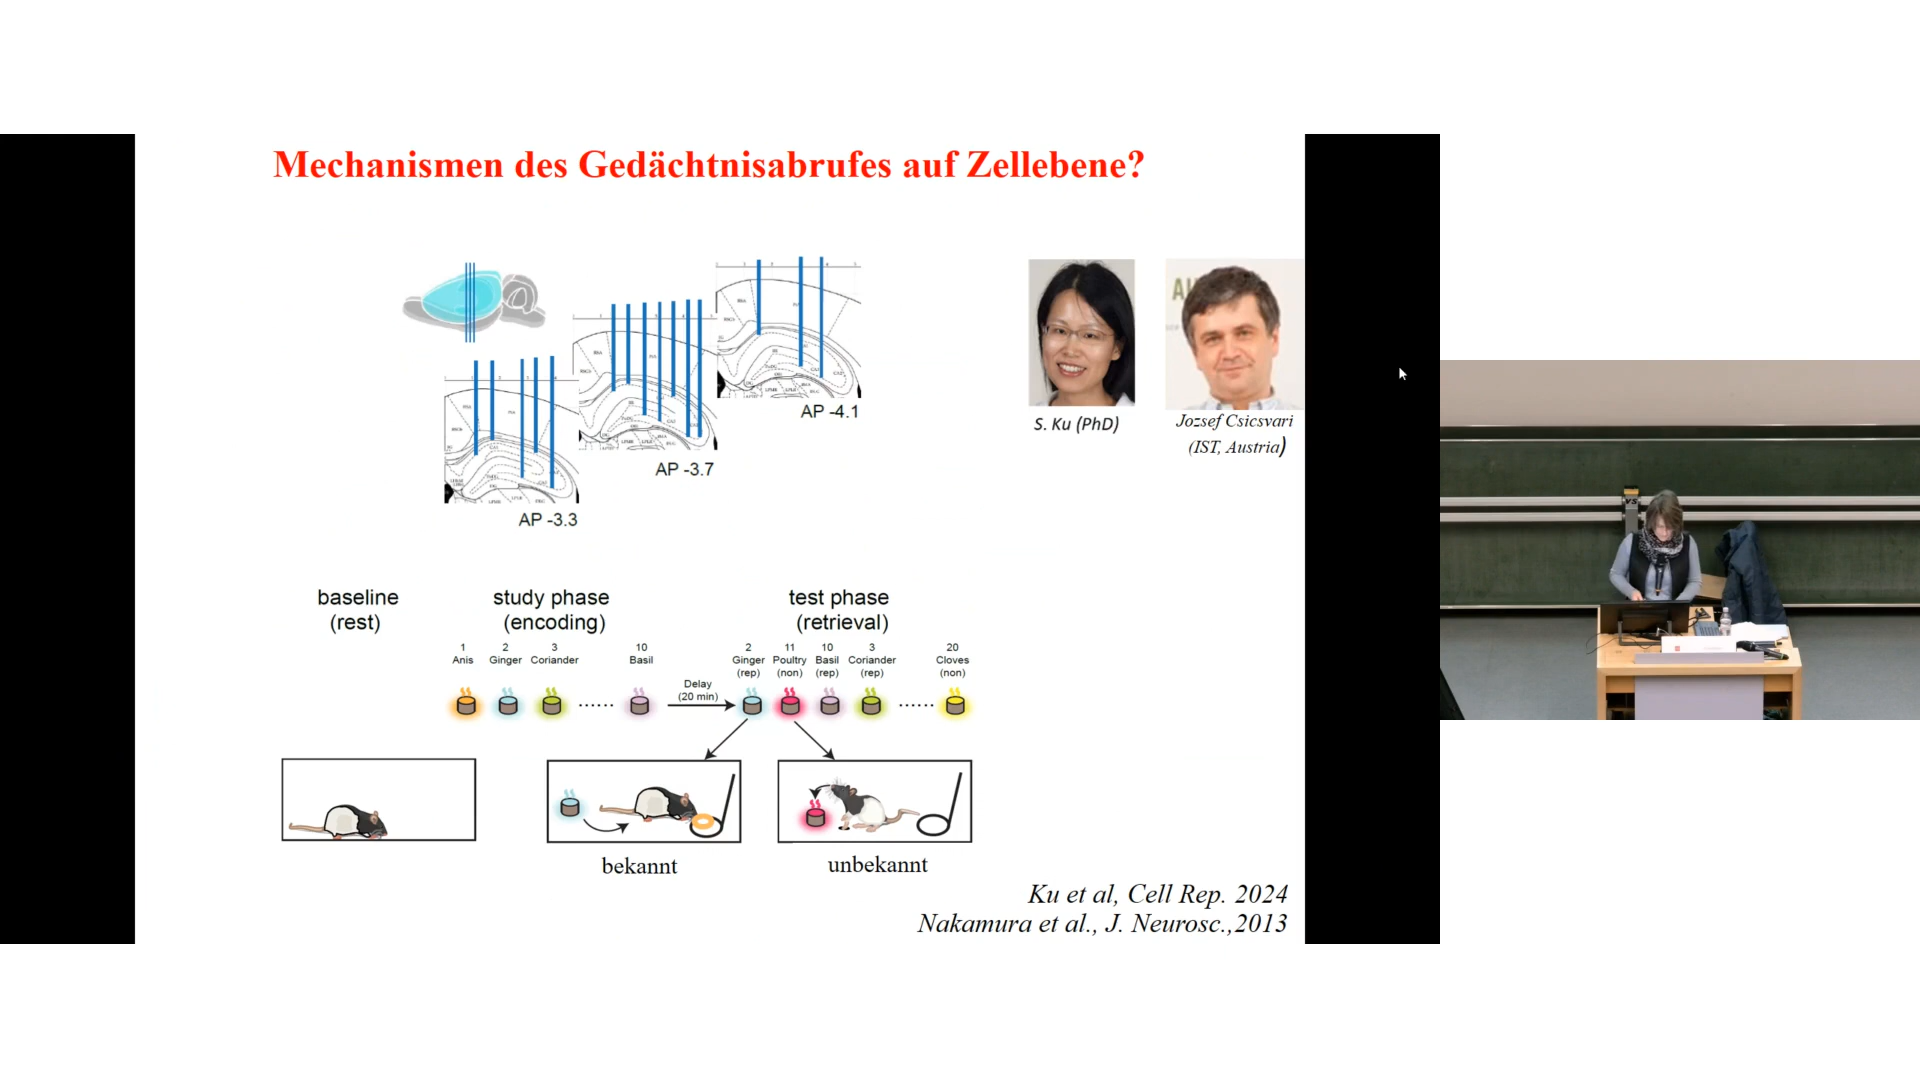 Mechanismen des Gedächtnisabrufes auf Zellebene?
AP -4.1
AP -3.7
AP -3.3
S. Ku (PhD)
Jozsef Csicsvari
(IST, Austria)
baseline
(rest)
study phase
(encoding)
test phase
(retrieval)
1
Anis
2
Ginger
3
Coriander
10
Basil
Delay
(20 min)
2
Ginger
(rep)
11
Poultry
(non)
10
Basil
(rep)
3
Coriander
(rep)
20
Cloves
(non)
bekannt
unbekannt
Ku et al, Cell Rep. 2024
Nakamura et al., J. Neurosc.,2013